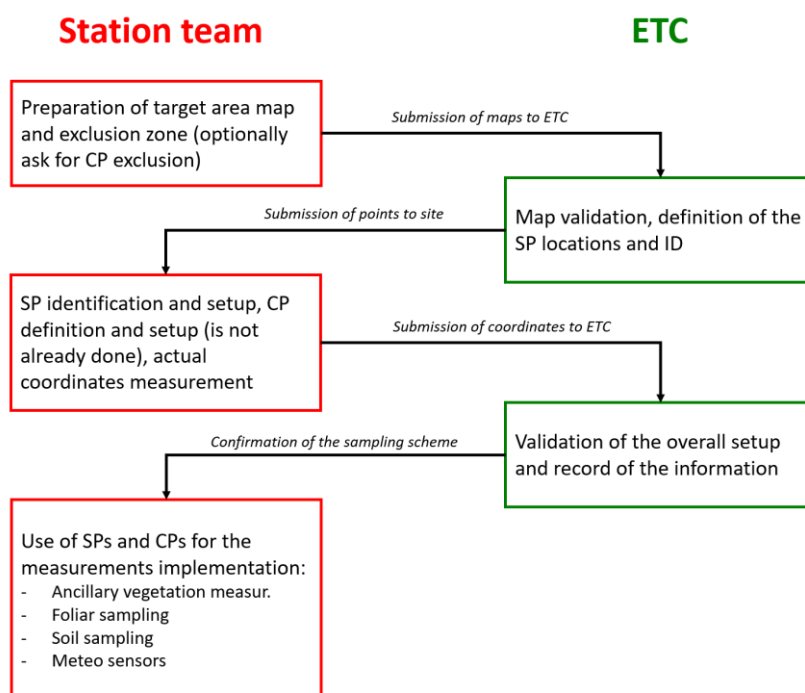 Station team
ETC
Preparation of target area map
and exclusion zone (optionally
ask for CP exclusion)
Submission of maps to ETC
Map validation, definition of the
SP locations and ID
Submission of points to site
SP identification and setup, CP
definition and setup (is not
already done), actual
coordinates measurement
Submission of coordinates to ETC
Validation of the overall setup
and record of the information
Confirmation of the sampling scheme
Use of SPs and CPs for the
measurements implementation:
- Ancillary vegetation measur.
- Foliar sampling
- Soil sampling
- Meteo sensors